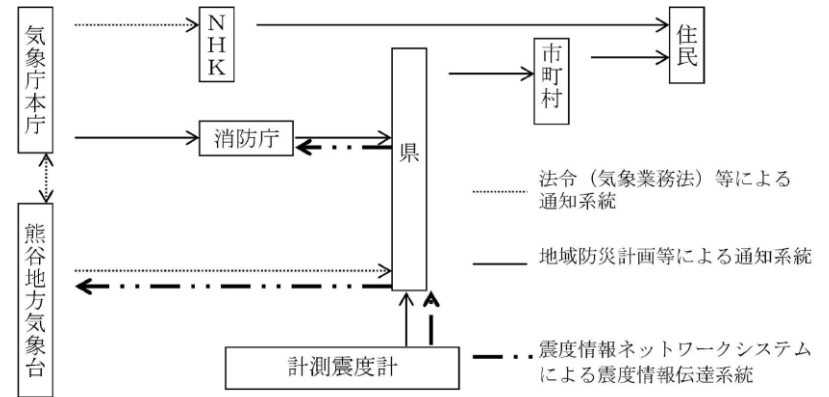 気象庁本庁
NHK
住民
市町村
消防庁
県
熊谷地方気象台
計測震度計
法令（気象業務法）等による
通知系統
地域防災計画等による通知系統
震度情報ネットワークシステム
による震度情報伝達系統